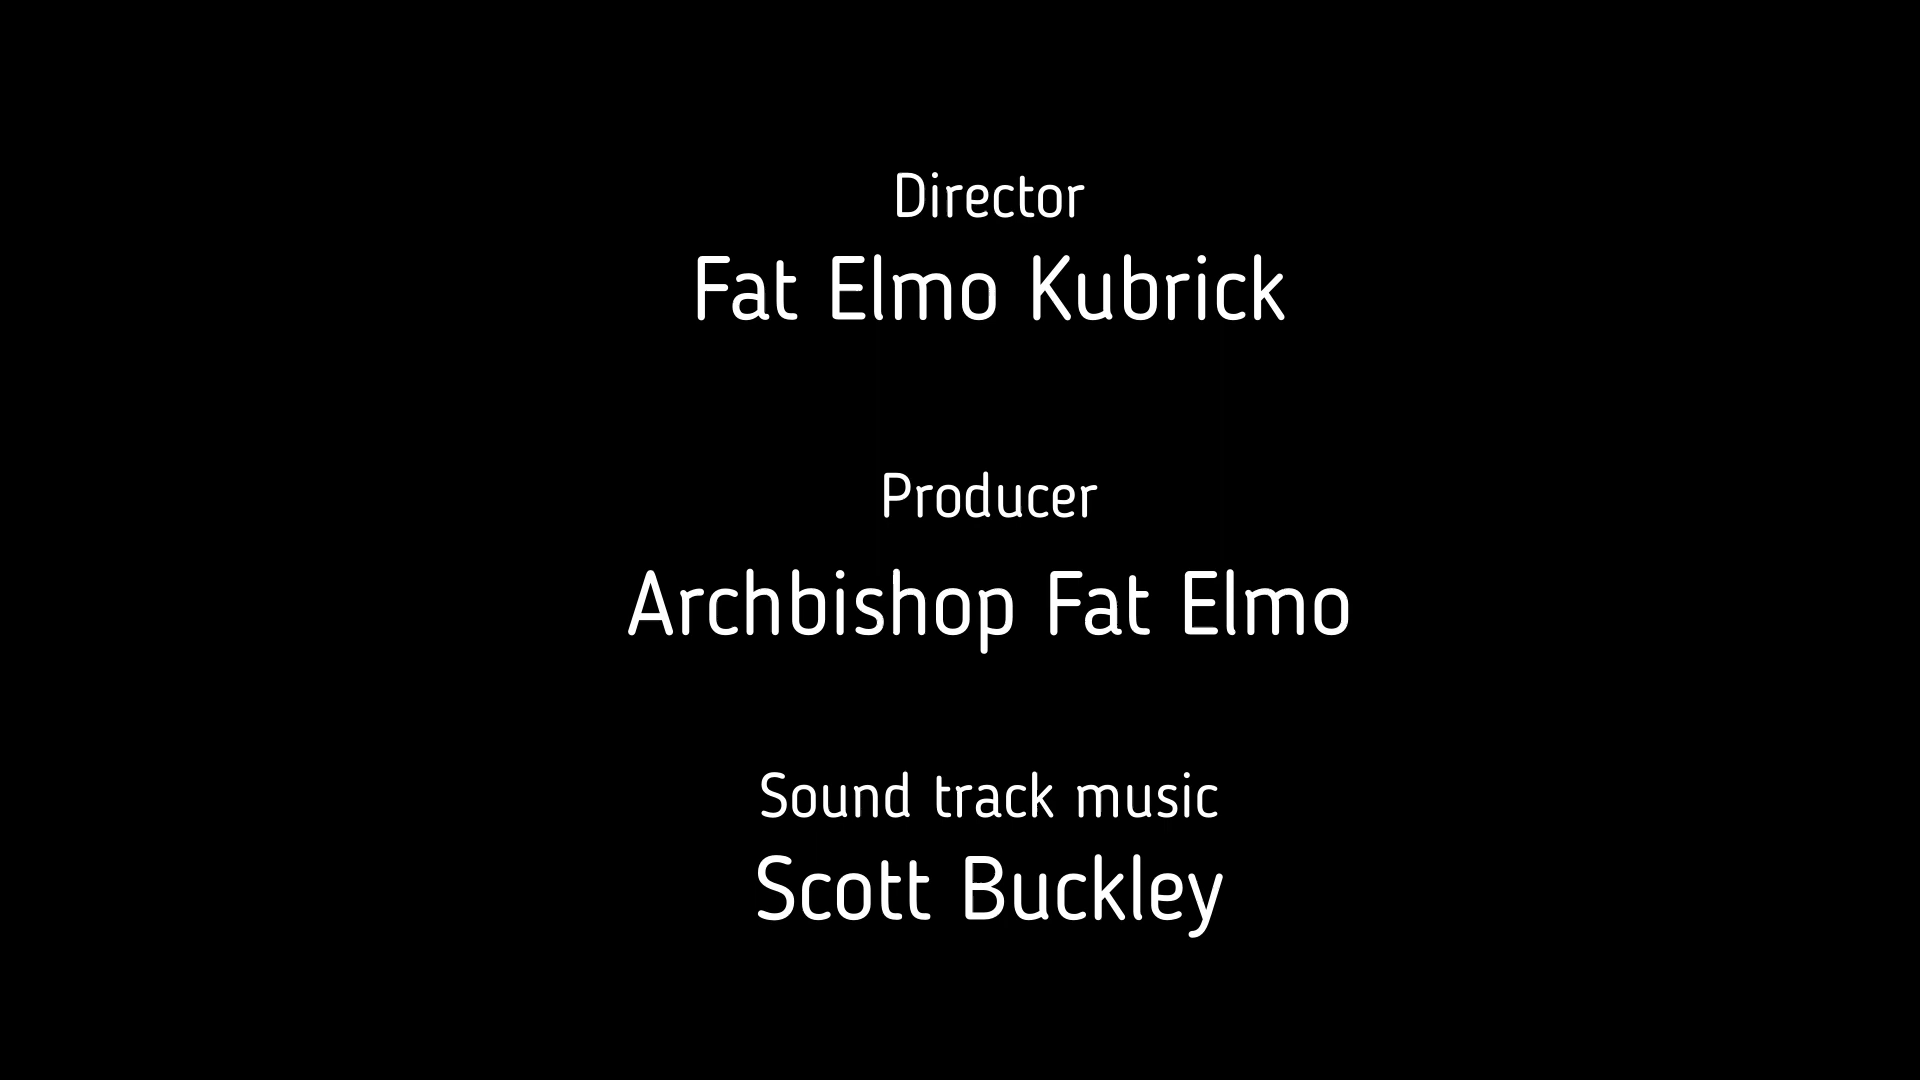 Director
Fat Elmo Kubrick
Producer
Archbishop Fat Elmo
Sound track music
Scott Buckley